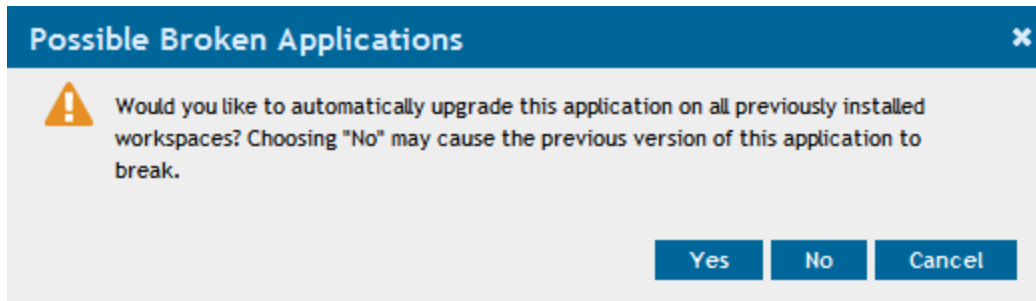 Possible Broken Applications
Would you like to automatically upgrade this application on all previously installed
workspaces? Choosing "No" may cause the previous version of this application to
break.
Yes No Cancel